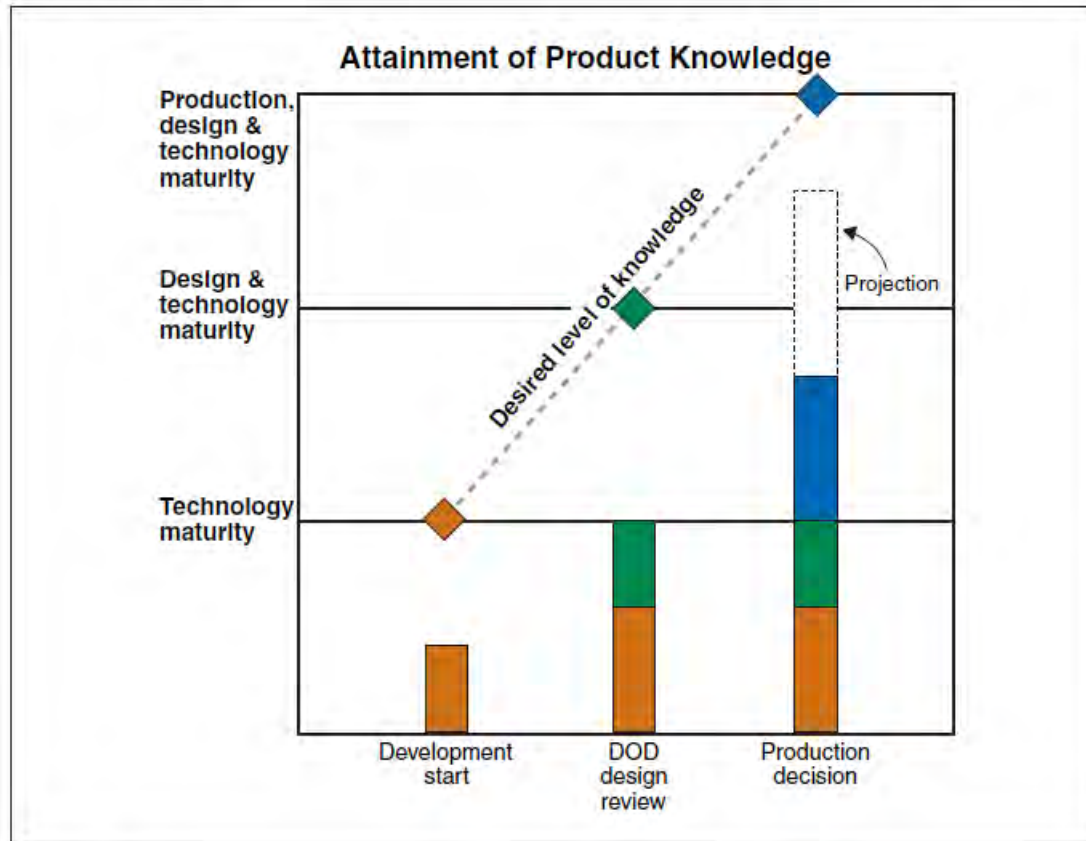 Attainment of Product Knowledge
Production,
design &
technology
maturity
Design &
technology
maturity
Technology
maturity
Desired level of knowledge
Projection
Development
start
DOD
design
review
Production
decision